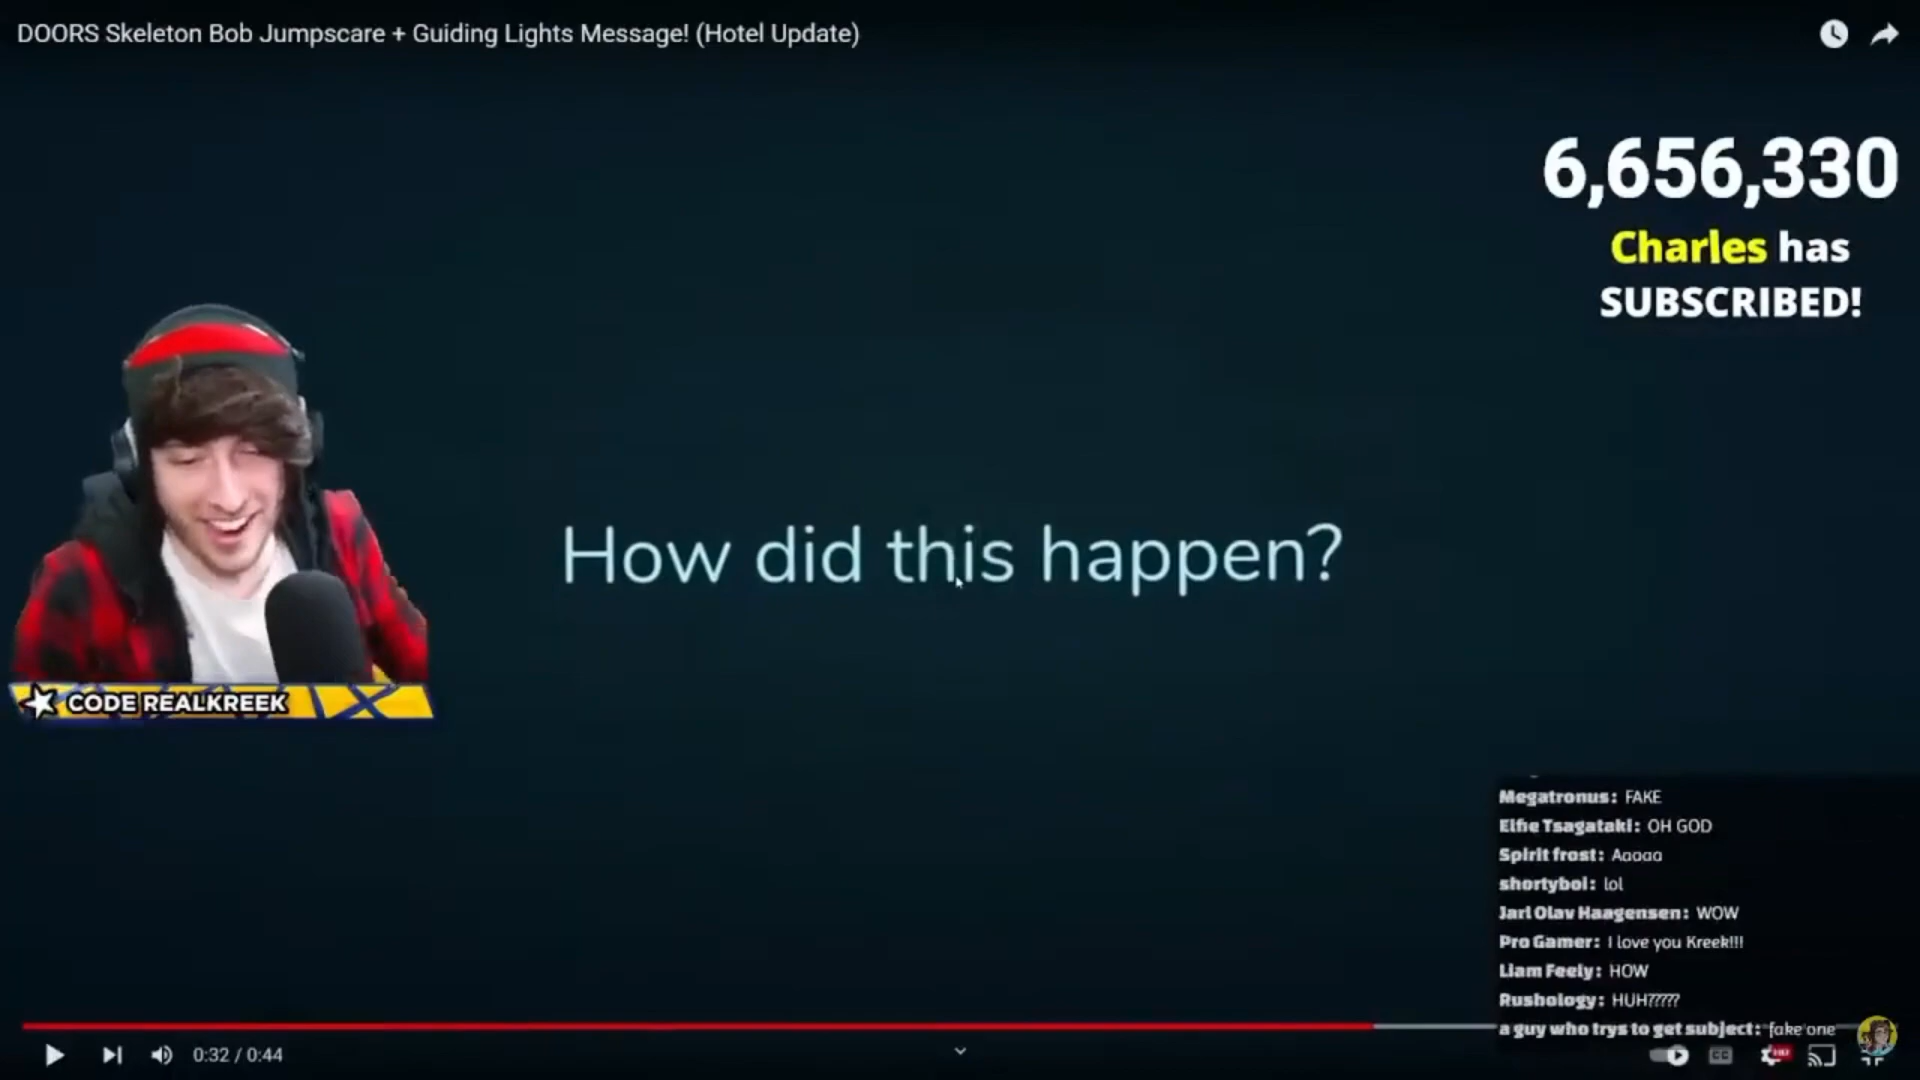 DOORS Skeleton Bob Jumpscare + Guiding Lights Message! (Hotel Update)
6,656,330
Charles has
SUBSCRIBED!
How did this happen?
CODE REALKREEK
Megatronus: FAKE
Elfie Tsagataki: OH GOD
Spirit frost: Aaaaa
shortyboi: lol
Jarl Olav Haagensen: WOW
Pro Gamer: I love you Kreek!!!
Liam Feely: HOW
Rushology: HUH?????
a guy who trys to get subject: fake one
0:32 / 0:44
CC
HD